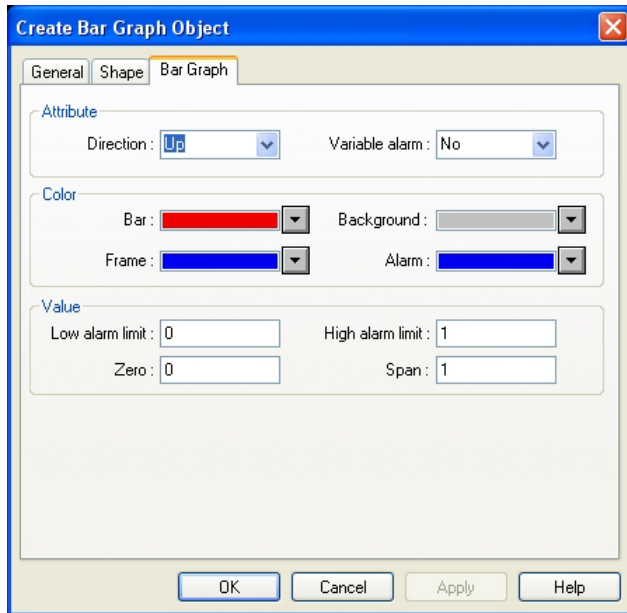 Create Bar Graph Object
General Shape Bar Graph
Attribute
Direction : Up Variable alarm : No
Color
Bar : Background :
Frame : Alarm :
Value
Low alarm limit : 0 High alarm limit : 1
Zero : 0 Span : 1
OK Cancel Apply Help